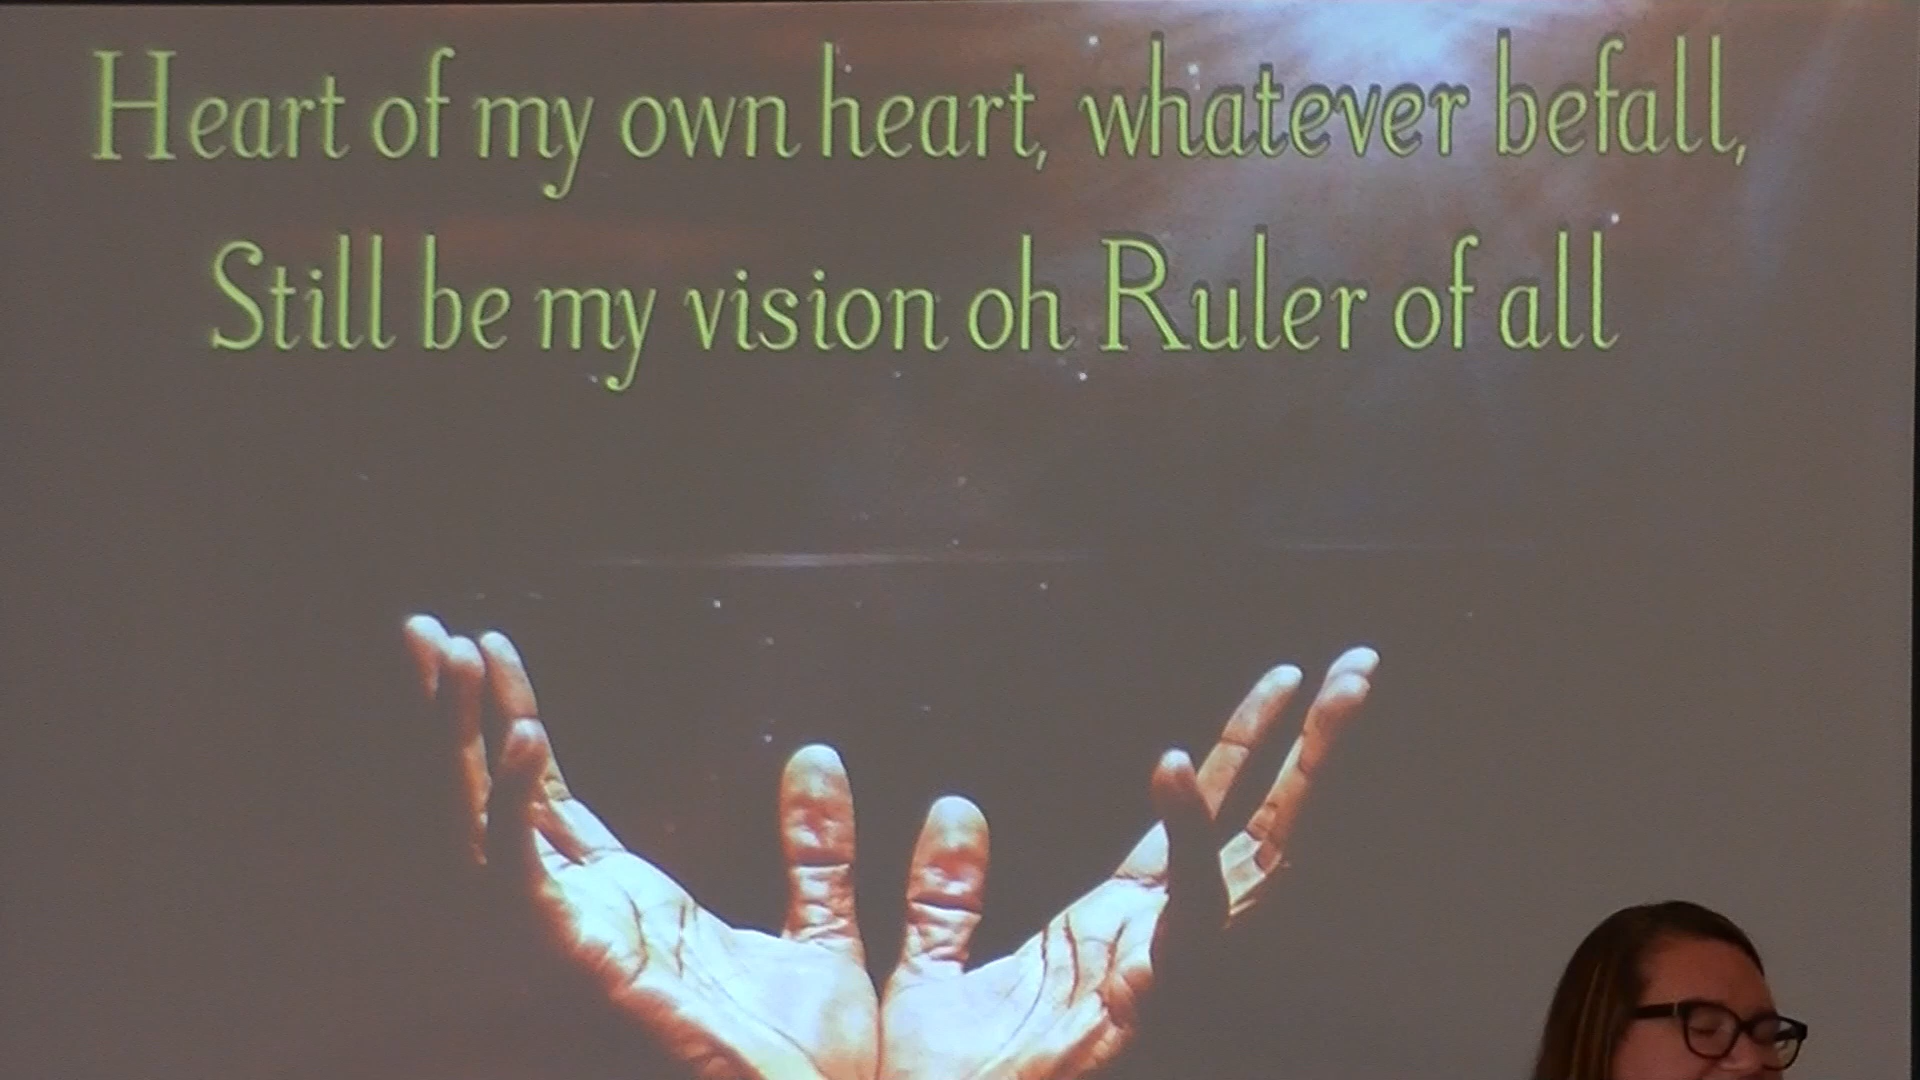 Heart of my own heart, whatever befall,
Still be my vision oh Ruler of all